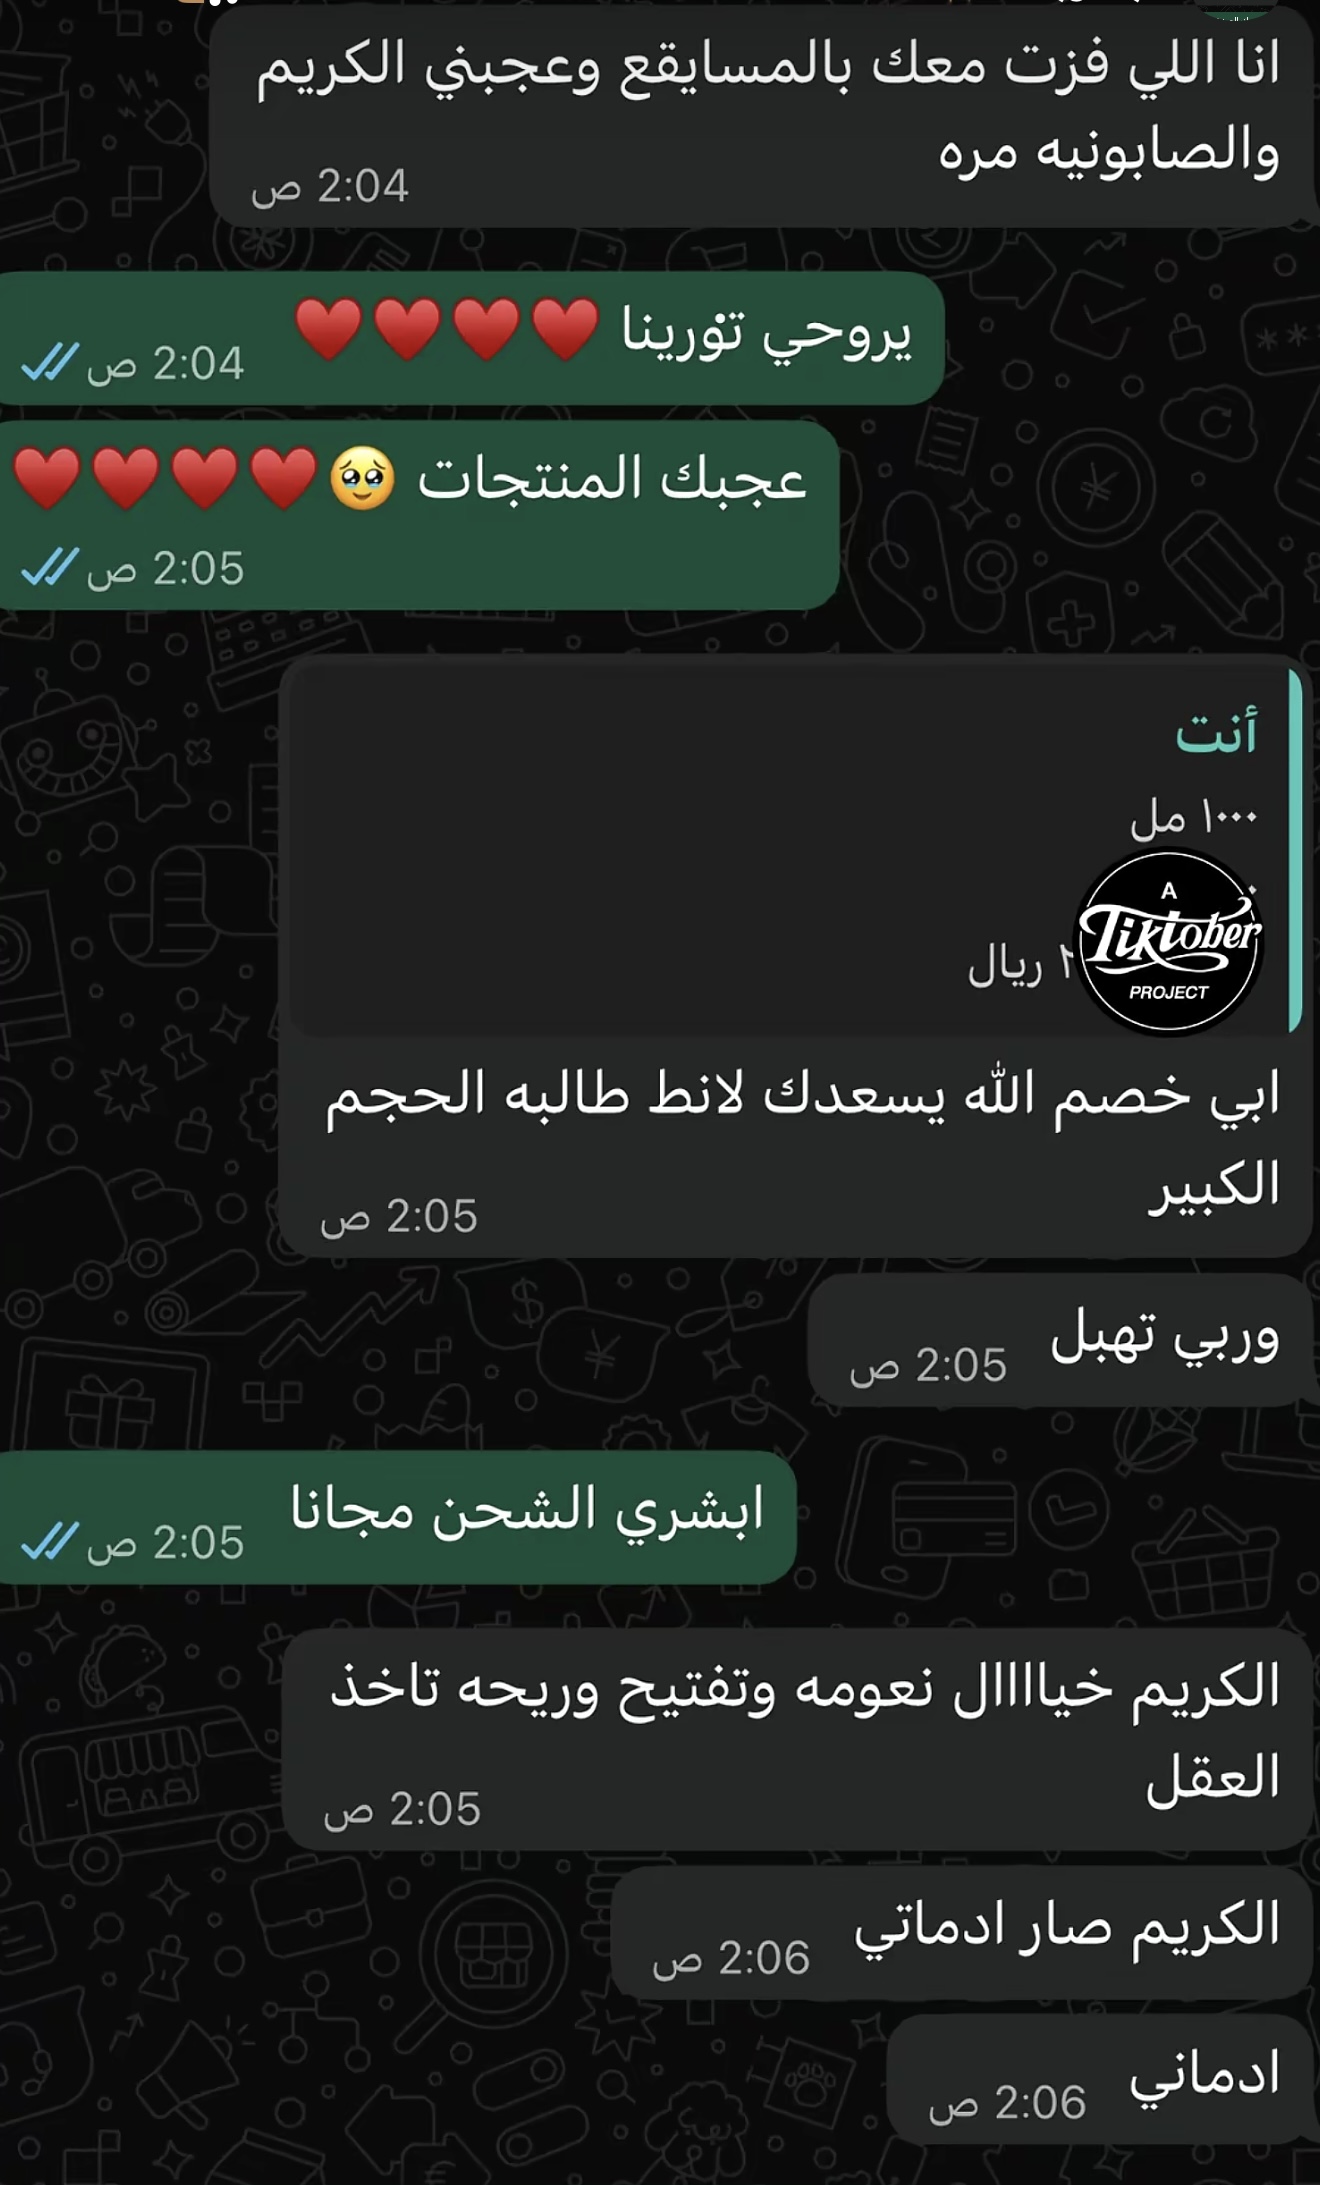 انا اللي فزت معك بالمسايقع وعجبني الكريم
والصابونيه مره
2:04 ص
يروحي تؤرينا ♥️♥️♥️♥️
2:04 ص
عجبك المنتجات 🥹♥️♥️♥️♥️
2:05 ص
أنت
١٠٠٠ مل
A
Tiktober
PROJECT
ريال
ابي خصم الله يسعدك لانط طالبه الحجم
الكبير
2:05 ص
وربي تهبل
2:05 ص
ابشري الشحن مجانا
2:05 ص
الكريم خيااااال نعومه وتفتيح وريحه تاخذ
العقل
2:05 ص
الكريم صار ادماتي
2:06 ص
ادماني
2:06 ص